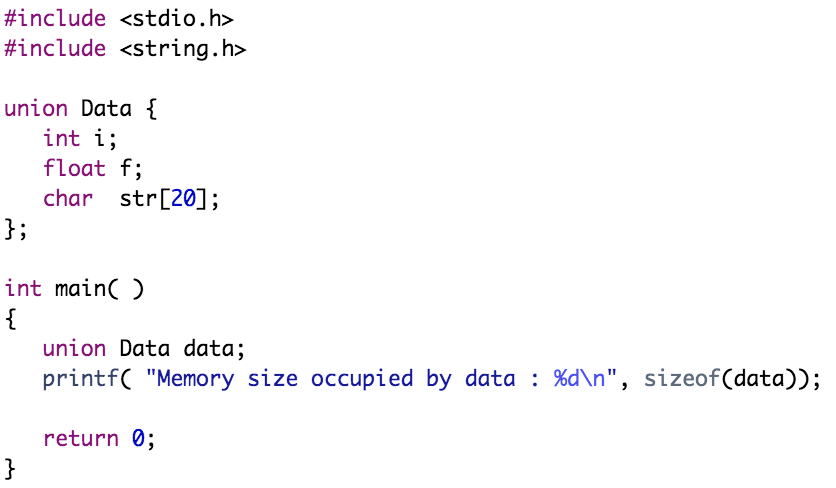 #include <stdio.h>
#include <string.h>

union Data {
   int i;
   float f;
   char  str[20];
};

int main( )
{
   union Data data;
   printf( "Memory size occupied by data : %d\n", sizeof(data));

   return 0;
}